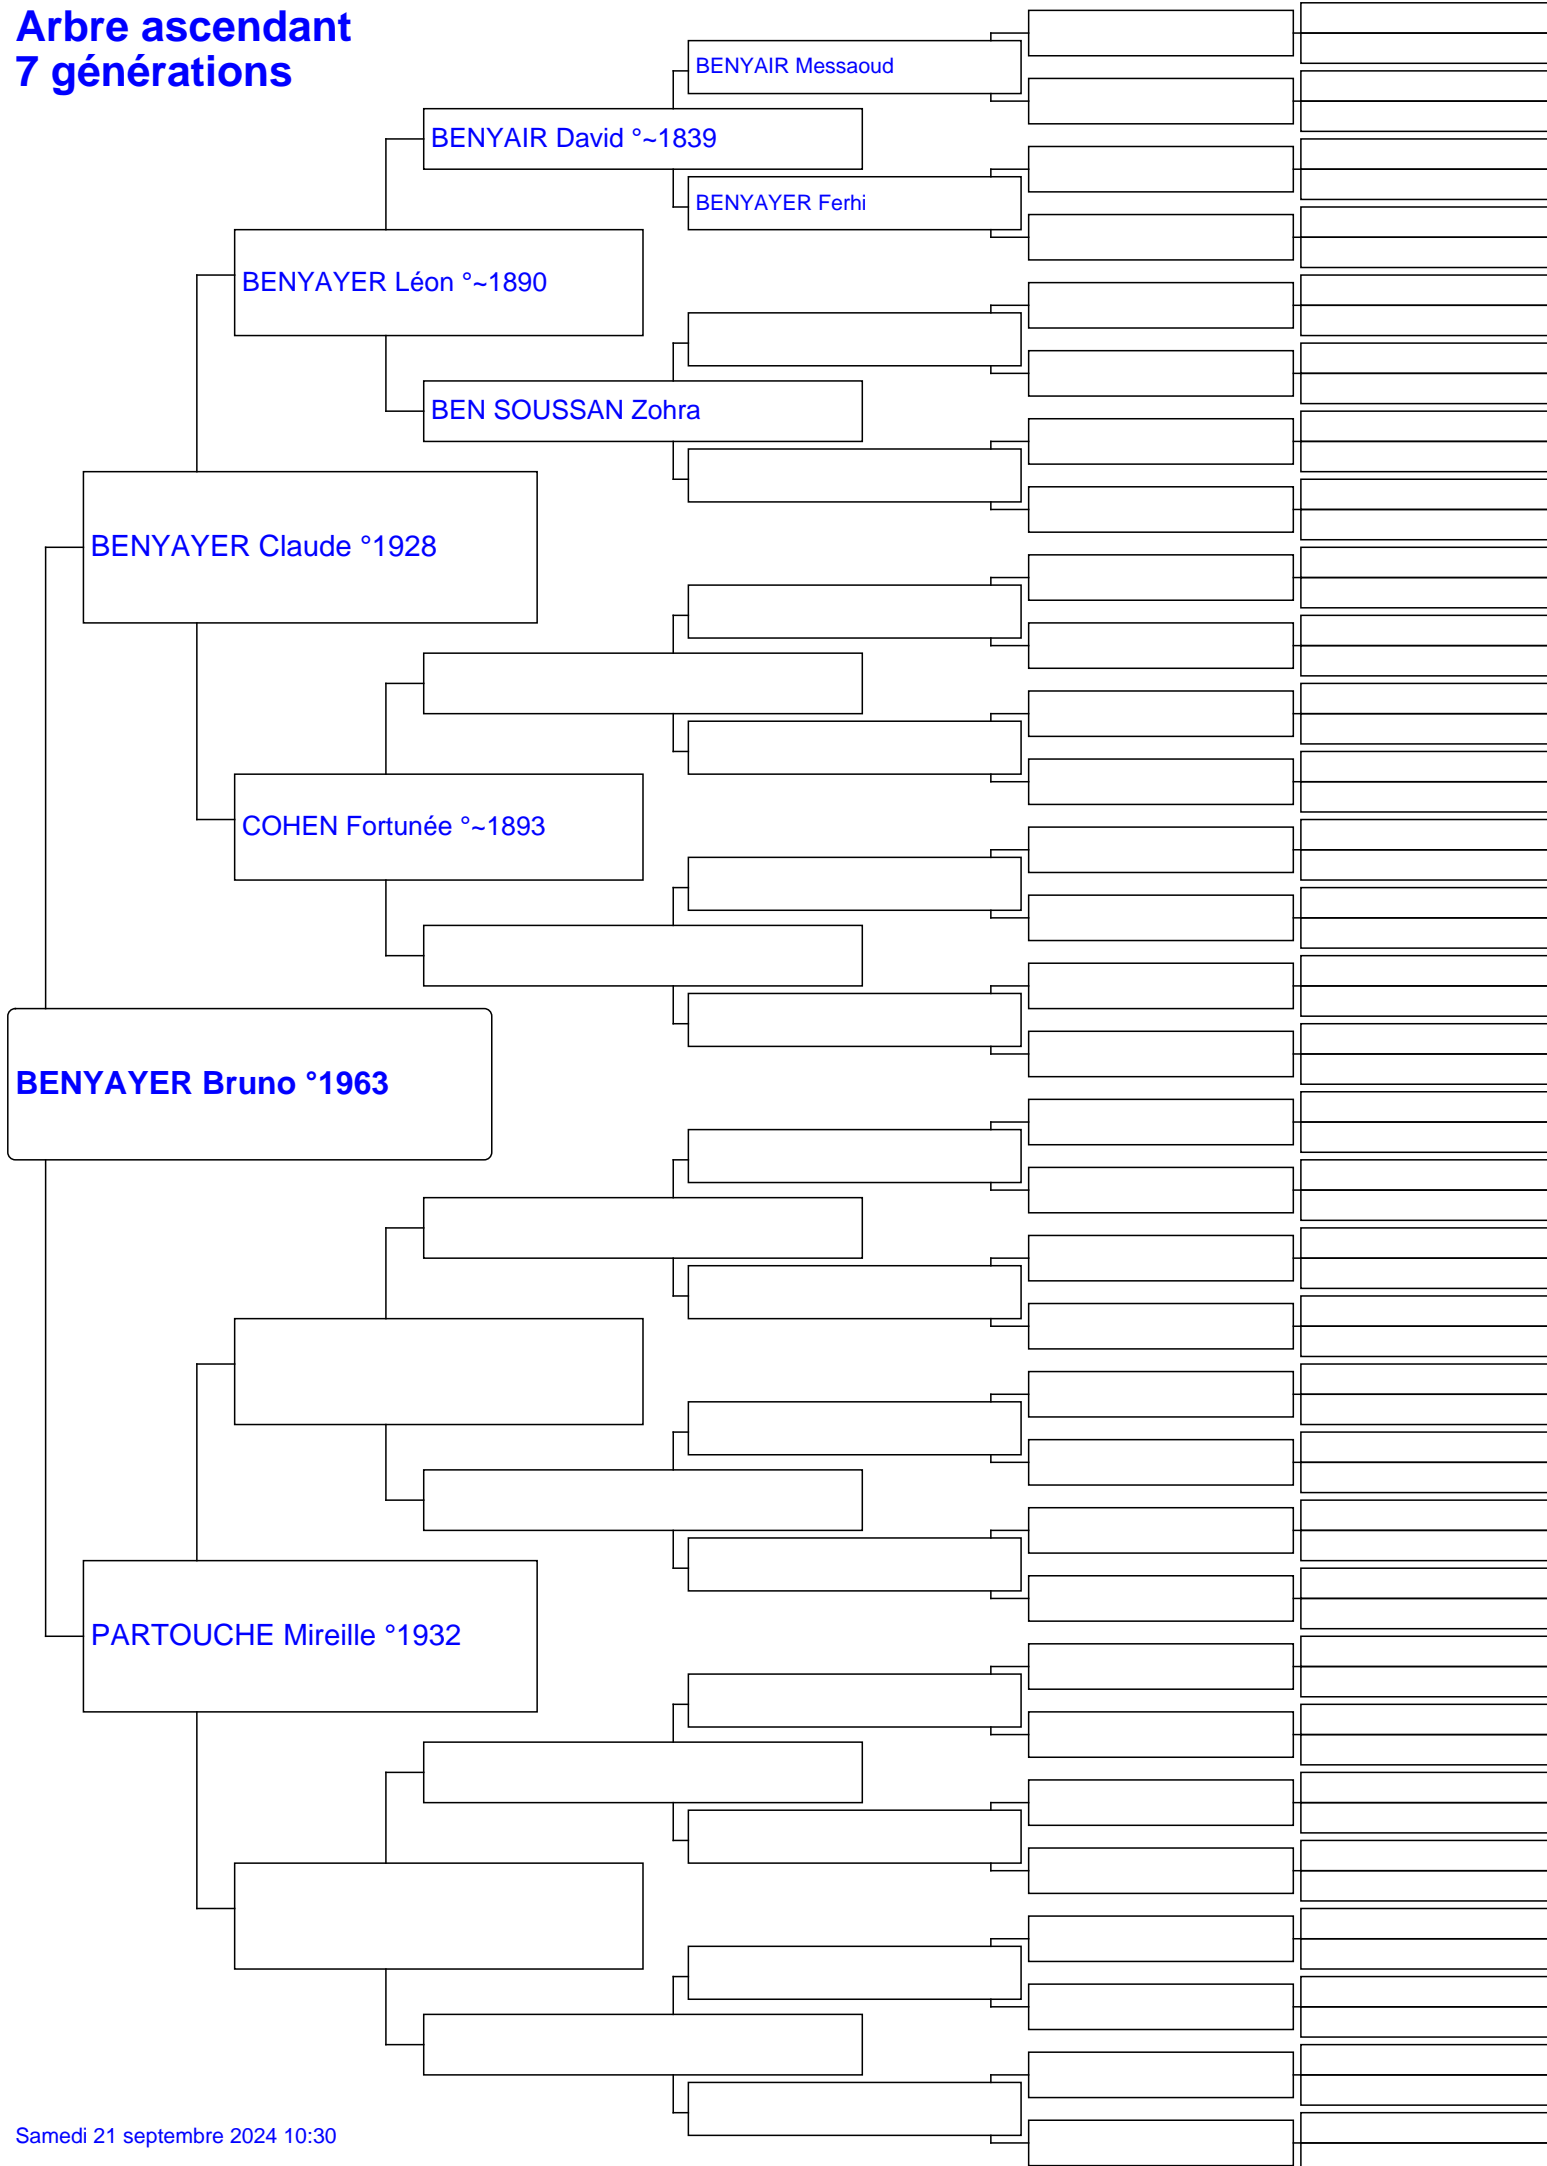 Arbre ascendant
7 générations
BENYAIR Messaoud
BENYAIR David °~1839
BENYAYER Ferhi
BENYAYER Léon °~1890
BEN SOUSSAN Zohra
BENYAYER Claude °1928
COHEN Fortunée °~1893
BENYAYER Bruno °1963
PARTOUCHE Mireille °1932
Samedi 21 septembre 2024 10:30